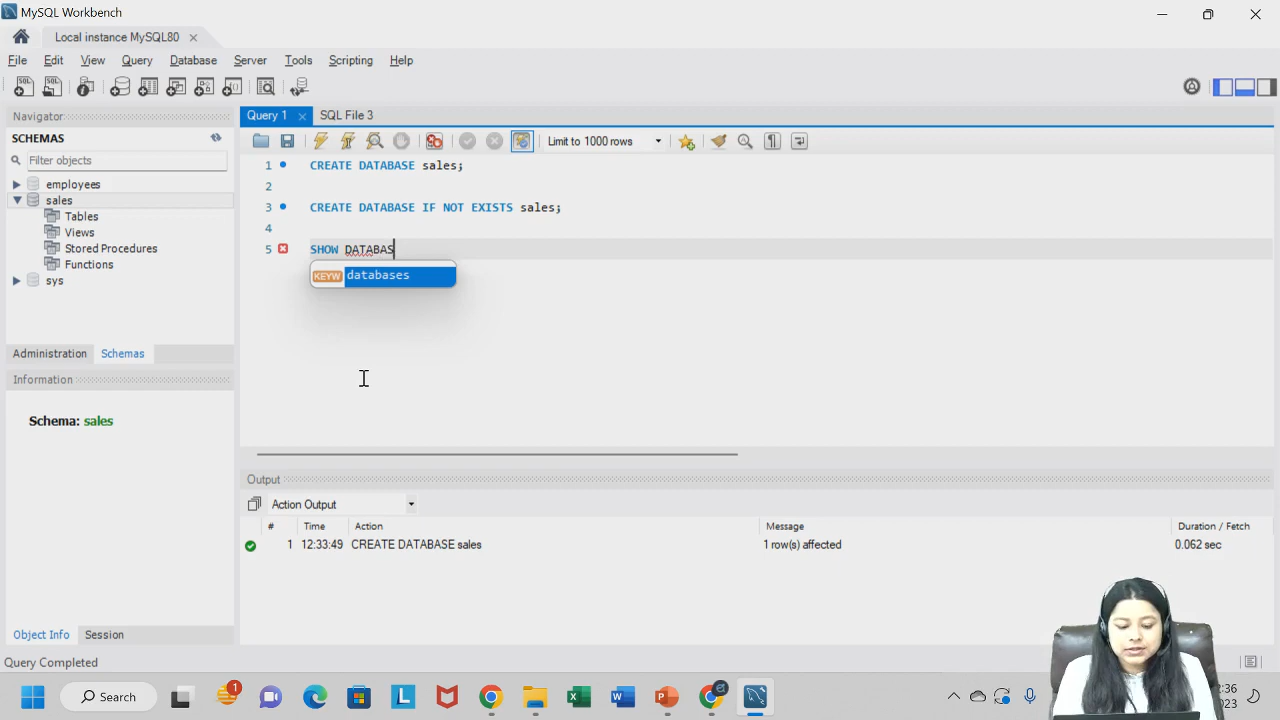 MySQL Workbench
Local instance MySQL80
File Edit View Query Database Server Tools Scripting Help
Navigator
SCHEMAS
Filter objects
employees
sales
Tables
Views
Stored Procedures
Functions
sys
Administration Schemas
Information
Schema: sales
Object Info Session
Query Completed
Query 1 SQL File 3
Limit to 1000 rows
1 CREATE DATABASE sales;
2
3 CREATE DATABASE IF NOT EXISTS sales;
4
5 SHOW DATABAS
KEYW databases
Output
Action Output
# Time Action Message Duration / Fetch
1 12:33:49 CREATE DATABASE sales 1 row(s) affected 0.062 sec
Search
1
L
a